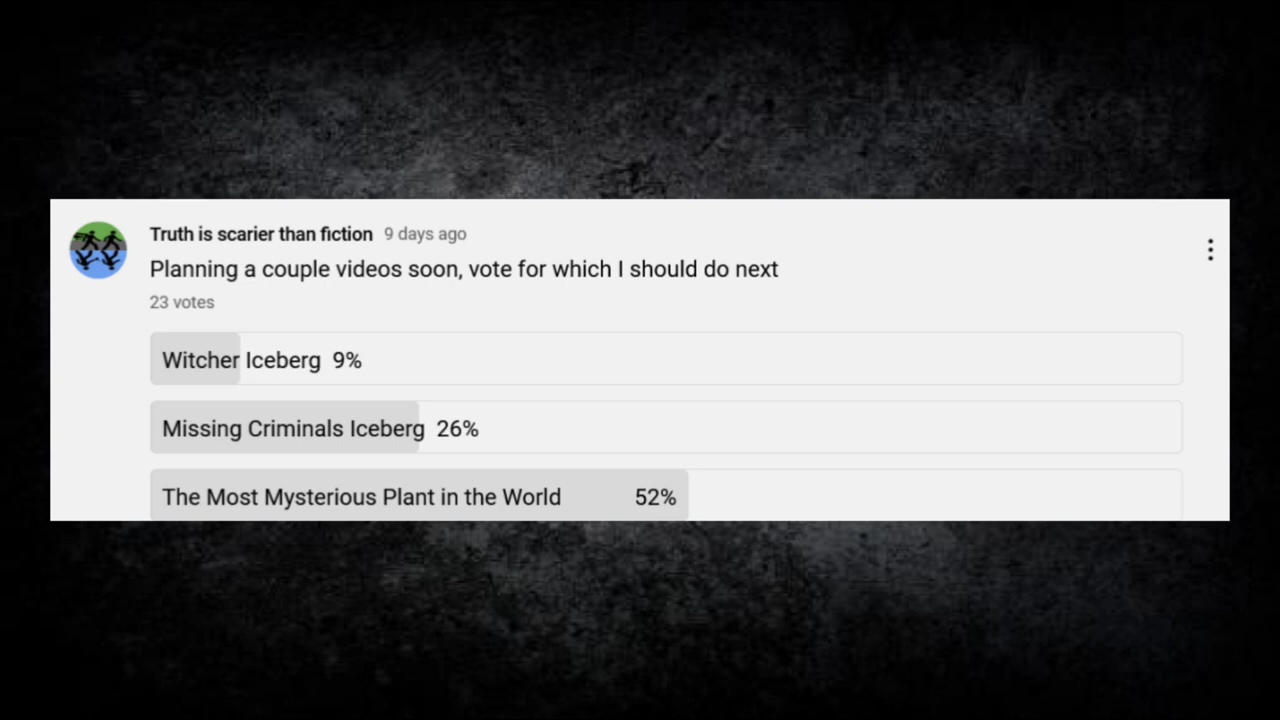 Truth is scarier than fiction 9 days ago
Planning a couple videos soon, vote for which I should do next
23 votes
Witcher Iceberg 9%
Missing Criminals Iceberg 26%
The Most Mysterious Plant in the World 52%